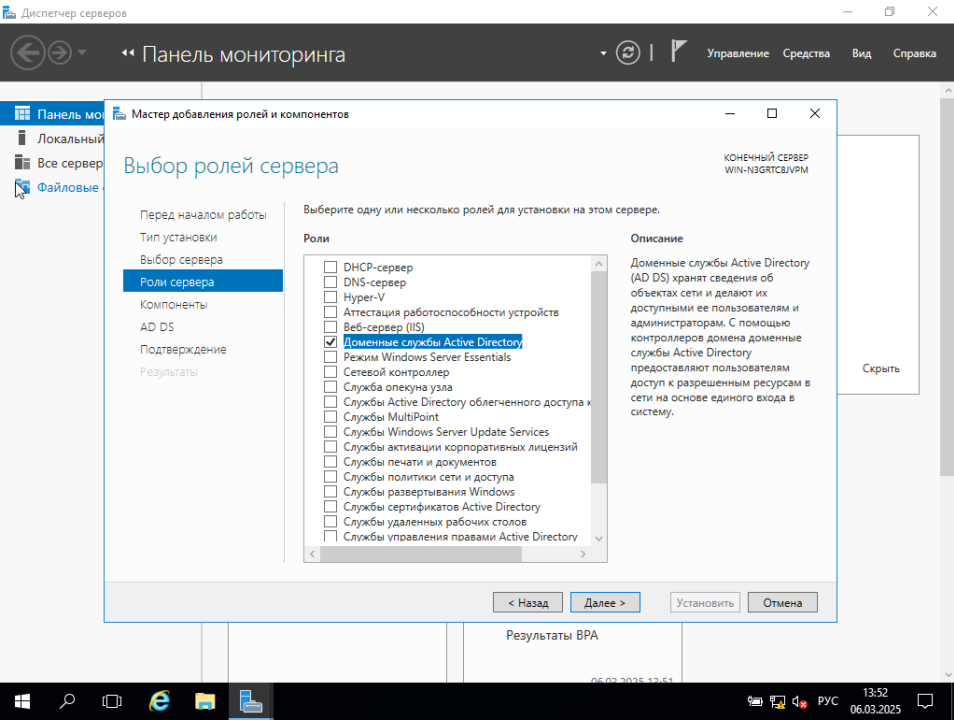 Диспетчер серверов
Панель мониторинга
Управление Средства Вид Справка
Панель мо
Локальный
Все сервер
Файловые
Мастер добавления ролей и компонентов
Выбор ролей сервера
КОНЕЧНЫЙ СЕРВЕР
WIN-N3GRTC8JVPM
Перед началом работы
Тип установки
Выбор сервера
Роли сервера
Компоненты
AD DS
Подтверждение
Результаты
Выберите одну или несколько ролей для установки на этом сервере.
Роли
DHCP-сервер
DNS-сервер
Hyper-V
Аттестация работоспособности устройств
Веб-сервер (IIS)
Доменные службы Active Directory
Режим Windows Server Essentials
Сетевой контроллер
Служба опекуна узла
Службы Active Directory облегченного доступа к
Службы MultiPoint
Службы Windows Server Update Services
Службы активации корпоративных лицензий
Службы печати и документов
Службы политики сети и доступа
Службы развертывания Windows
Службы сертификатов Active Directory
Службы удаленных рабочих столов
Службы управления правами Active Directory
Описание
Доменные службы Active Directory
(AD DS) хранят сведения об
объектах сети и делают их
доступными ее пользователям и
администраторам. С помощью
контроллеров домена доменные
службы Active Directory
предоставляют пользователям
доступ к разрешенным ресурсам в
сети на основе единого входа в
систему.
Скрыть
< Назад Далее > Установить Отмена
Результаты BPA
06.03.2025 13:51
РУС
13:52
06.03.2025